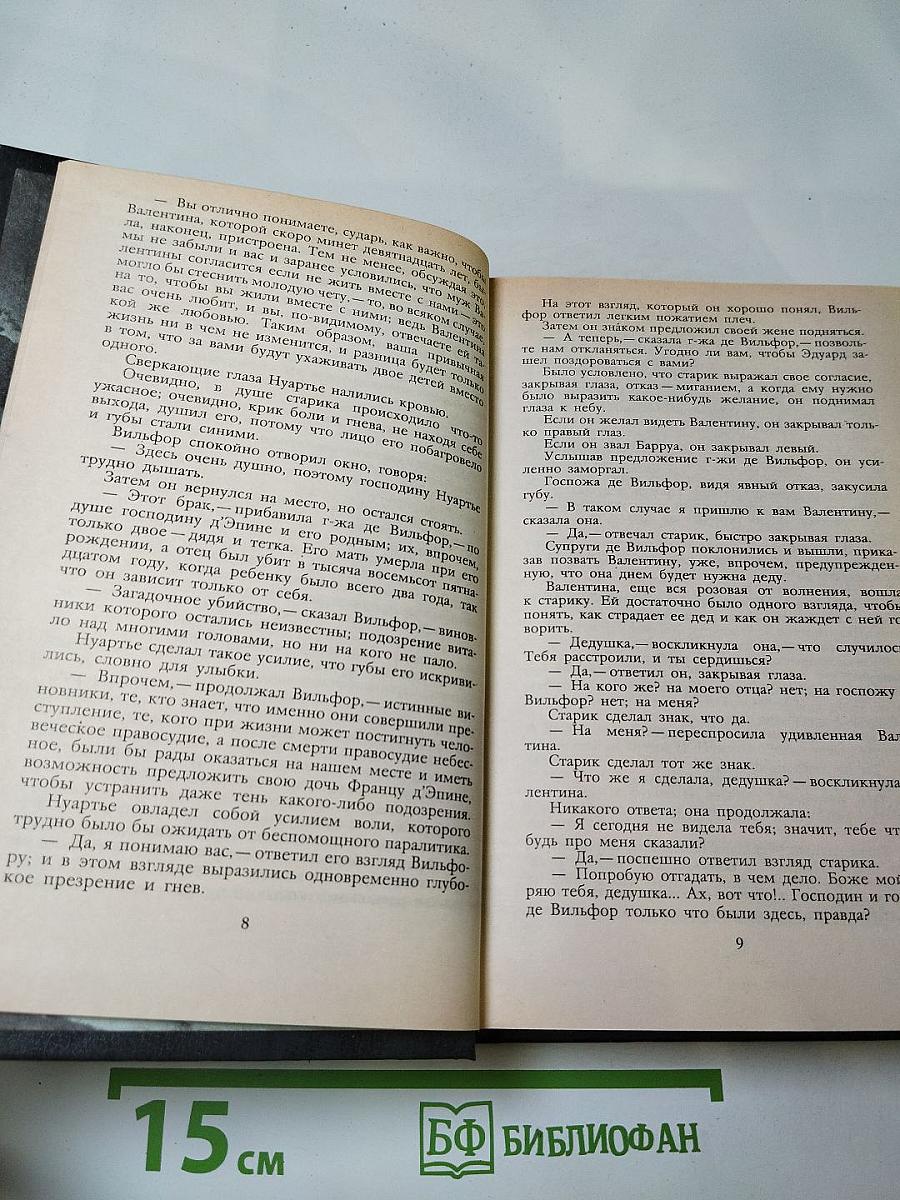 — Вы отлично понимаете, сударь, как важно, чтобы
Валентина, которой скоро минет девятнадцать лет, бы-
ла, наконец, пристроена. Тем не менее, обсуждая это,
мы не забыли и вас и заранее условились, что муж Ва-
лентины согласится если не жить вместе с нами — это
могло бы стеснить молодую чету,— то, во всяком случае,
на то, чтобы вы жили вместе с ними; ведь Валентина
вас очень любит, и вы, по-видимому, отвечаете ей та-
кой же любовью. Таким образом, ваша привычная
жизнь ни в чем не изменится, и разница будет только
в том, что за вами будут ухаживать двое детей вместо
одного.
Сверкающие глаза Нуартье налились кровью.
Очевидно, в душе старика происходило что-то
ужасное; очевидно, крик боли и гнева, не находя себе
выхода, душил его, потому что лицо его побагровело
и губы стали синими.
Вильфор спокойно отворил окно, говоря:
— Здесь очень душно, поэтому господину Нуартье
трудно дышать.
Затем он вернулся на место, но остался стоять.
— Этот брак,— прибавила г-жа де Вильфор,— по
душе господину д'Эпине и его родным; их, впрочем,
только двое — дядя и тетка. Его мать умерла при его
рождении, а отец был убит в тысяча восемьсот пятна-
дцатом году, когда ребенку было всего два года, так
что он зависит только от себя.
— Загадочное убийство,— сказал Вильфор,— винов-
ники которого остались неизвестны; подозрение вита-
ло над многими головами, но ни на кого не пало.
Нуартье сделал такое усилие, что губы его искриви-
лись, словно для улыбки.
— Впрочем,— продолжал Вильфор,— истинные ви-
новники, те, кто знает, что именно они совершили пре-
ступление, те, кого при жизни может постигнуть чело-
веческое правосудие, а после смерти правосудие небес-
ное, были бы рады оказаться на нашем месте и иметь
возможность предложить свою дочь Францу д'Эпине,
чтобы устранить даже тень какого-либо подозрения.
Нуартье овладел собой усилием воли, которого
трудно было бы ожидать от беспомощного паралитика.
— Да, я понимаю вас,— ответил его взгляд Вильфо-
ру; и в этом взгляде выразились одновременно глубо-
кое презрение и гнев.
8
На этот взгляд, который он хорошо понял, Виль-
фор ответил легким пожатием плеч.
Затем он знаком предложил своей жене подняться.
— А теперь,— сказала г-жа де Вильфор,— позволь-
те нам откланяться. Угодно ли вам, чтобы Эдуард за-
шел поздороваться с вами?
Было условлено, что старик выражал свое согласие,
закрывая глаза, отказ — миганием, а когда ему нужно
было выразить какое-нибудь желание, он поднимал
глаза к небу.
Если он желал видеть Валентину, он закрывал толь-
ко правый глаз.
Если он звал Барруа, он закрывал левый.
Услышав предложение г-жи де Вильфор, он уси-
ленно заморгал.
Госпожа де Вильфор, видя явный отказ, закусила
губу.
— В таком случае я пришлю к вам Валентину,—
сказала она.
— Да,— отвечал старик, быстро закрывая глаза.
Супруги де Вильфор поклонились и вышли, прика-
зав позвать Валентину, уже, впрочем, предупрежден-
ную, что она днем будет нужна деду.
Валентина, еще вся розовая от волнения, вошла
к старику. Ей достаточно было одного взгляда, чтобы
понять, как страдает ее дед и как он жаждет с ней го
ворить.
— Дедушка,— воскликнула она,— что случилос
Тебя расстроили, и ты сердишься?
— Да,— ответил он, закрывая глаза.
— На кого же? на моего отца? нет; на госпожу
Вильфор? нет; на меня?
Старик сделал знак, что да.
— На меня? — переспросила удивленная Вал
тина.
Старик сделал тот же знак.
— Что же я сделала, дедушка? — воскликнула
лентина.
Никакого ответа; она продолжала:
— Я сегодня не видела тебя; значит, тебе чт
будь про меня сказали?
— Да,— поспешно ответил взгляд старика.
— Попробую отгадать, в чем дело. Боже мой
ряю тебя, дедушка... Ах, вот что!.. Господин и го
де Вильфор только что были здесь, правда?
9
15 см
БФ БИБЛИОФАН